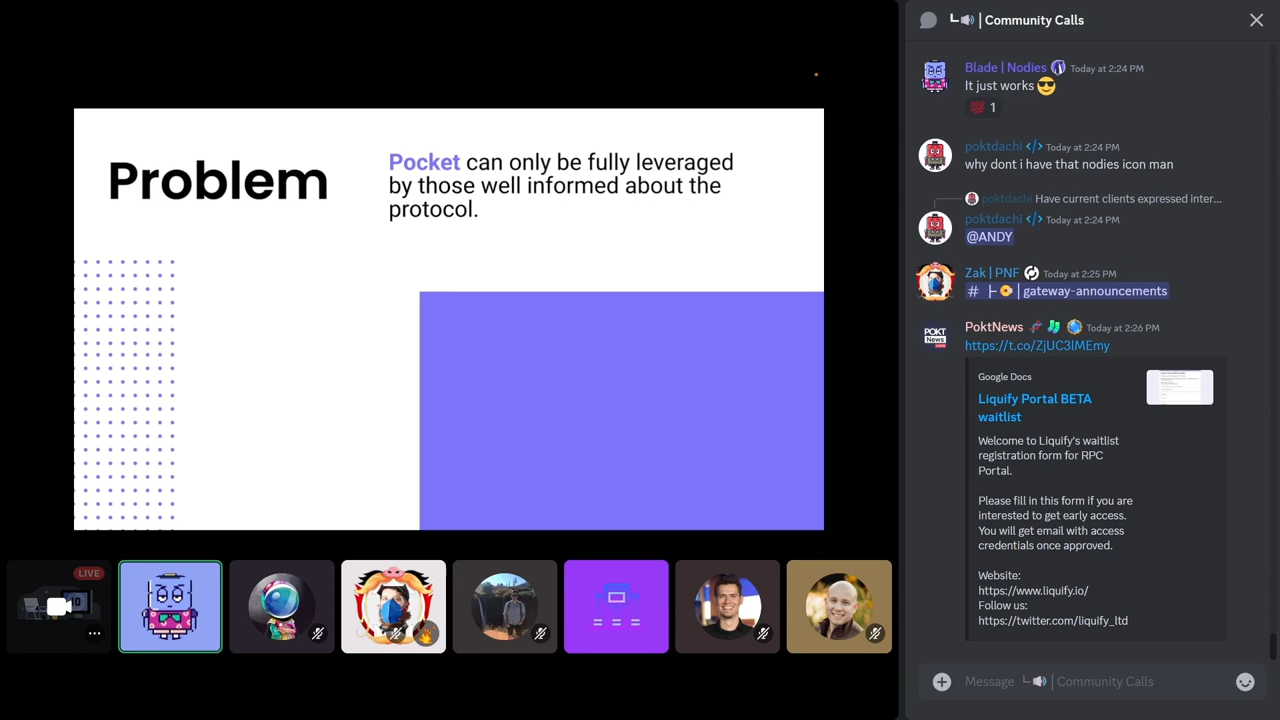 Problem
Pocket can only be fully leveraged
by those well informed about the
protocol.
LIVE
10
Community Calls
Blade | Nodies Today at 2:24 PM
It just works 😎
💯 1
poktdachi </> Today at 2:24 PM
why dont i have that nodies icon man
poktdachi Have current clients expressed inter...
poktdachi </> Today at 2:24 PM
@ANDY
Zak | PNF Today at 2:25 PM
# ├ | gateway-announcements
POKT
News
PoktNews Today at 2:26 PM
https://t.co/ZjUC3lMEmy
Google Docs
Liquify Portal BETA
waitlist
Welcome to Liquify's waitlist
registration form for RPC
Portal.
Please fill in this form if you are
interested to get early access.
You will get email with access
credentials once approved.
Website:
https://www.liquify.io/
Follow us:
https://twitter.com/liquify_ltd
Message └🔊 | Community Calls